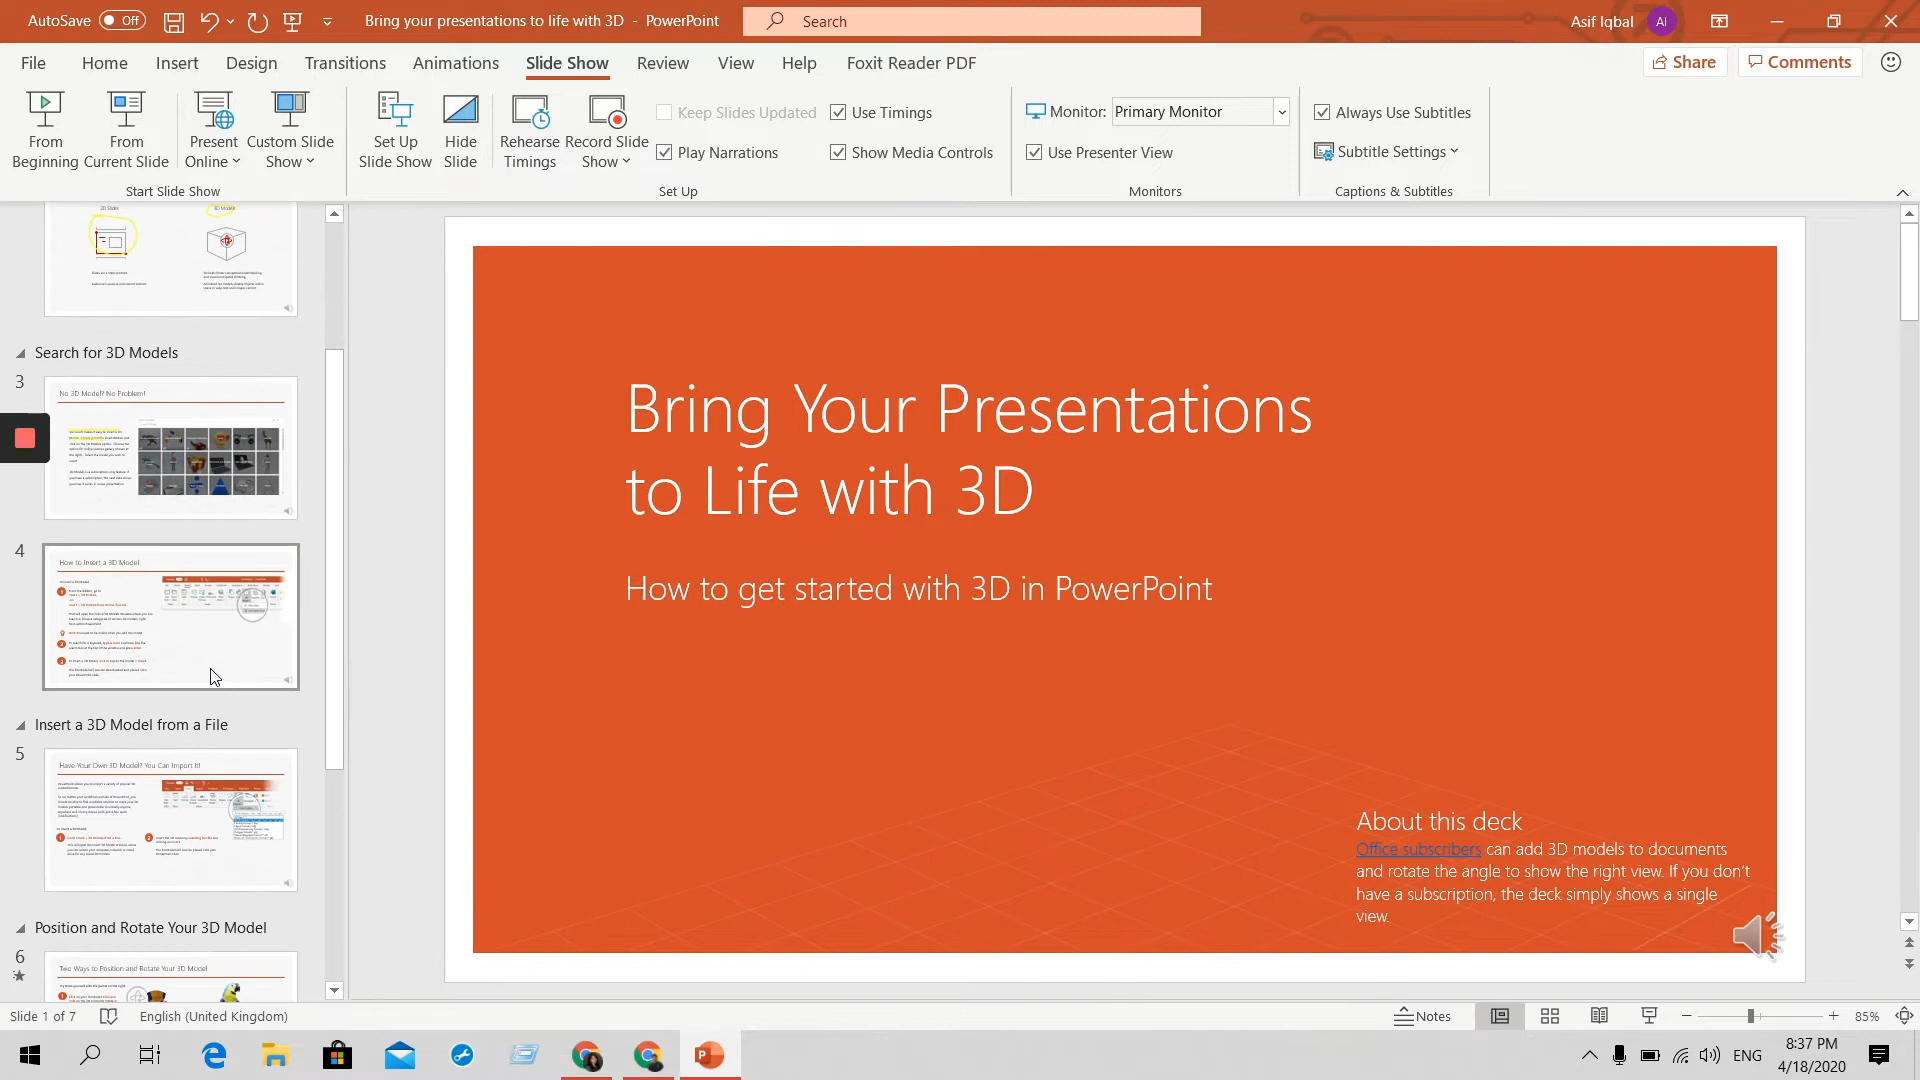 AutoSave Off
Bring your presentations to life with 3D - PowerPoint
Search
Asif Iqbal AI
File Home Insert Design Transitions Animations Slide Show Review View Help Foxit Reader PDF
Share Comments
From Beginning
From Current Slide
Present Online
Custom Slide Show
Start Slide Show
Set Up Slide Show
Hide Slide
Rehearse Timings
Record Slide Show
Keep Slides Updated
Play Narrations
Use Timings
Show Media Controls
Set Up
Monitor: Primary Monitor
Use Presenter View
Monitors
Always Use Subtitles
Subtitle Settings
Captions & Subtitles
2D Slides
3D Models
Search for 3D Models
3
No 3D Model? No Problem!
4
How to Insert a 3D Model
Insert a 3D Model from a File
5
Have Your Own 3D Model? You Can Import It!
Position and Rotate Your 3D Model
6
Two Ways to Position and Rotate Your 3D Model
Bring Your Presentations
to Life with 3D
How to get started with 3D in PowerPoint
About this deck
Office subscribers can add 3D models to documents
and rotate the angle to show the right view. If you don't
have a subscription, the deck simply shows a single
view.
Slide 1 of 7
English (United Kingdom)
Notes
85%
ENG
8:37 PM
4/18/2020